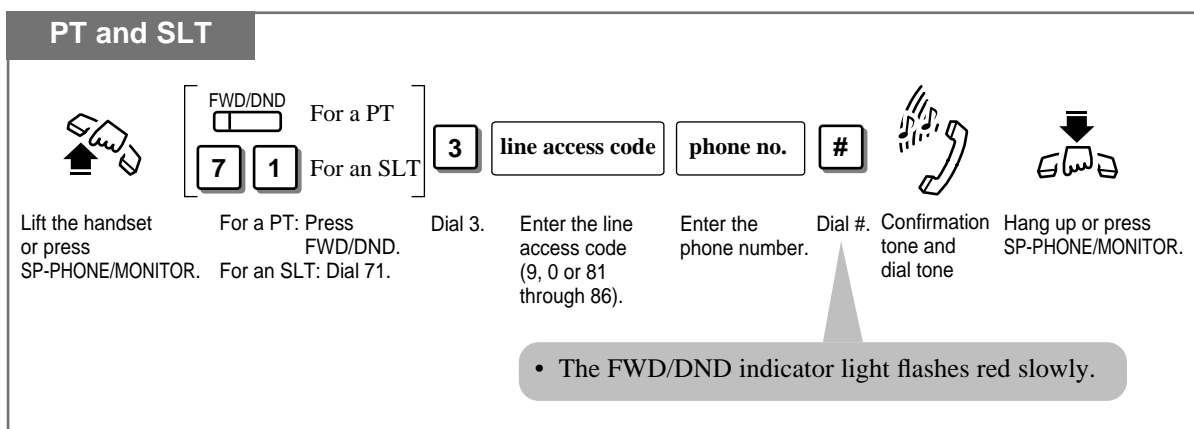 PT and SLT
FWD/DND
For a PT
7 1 For an SLT
3 line access code phone no. #
Lift the handset
or press
SP-PHONE/MONITOR.
For a PT: Press
FWD/DND.
For an SLT: Dial 71.
Dial 3.
Enter the line
access code
(9, 0 or 81
through 86).
Enter the
phone number.
Dial #.
Confirmation
tone and
dial tone
Hang up or press
SP-PHONE/MONITOR.
• The FWD/DND indicator light flashes red slowly.